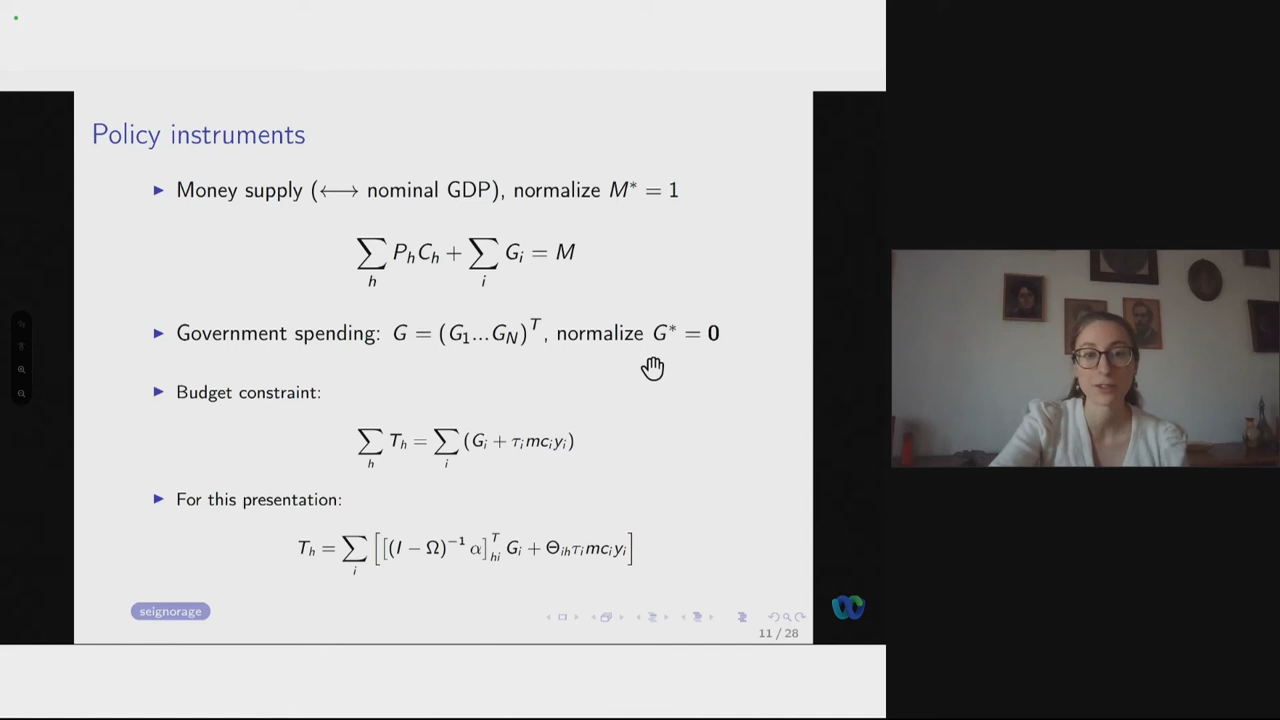 Policy instruments
▶ Money supply (⟷ nominal GDP), normalize M* = 1
∑_h P_h C_h + ∑_i G_i = M
▶ Government spending: G = (G_1...G_N)^T, normalize G* = 0
▶ Budget constraint:
∑_h T_h = ∑_i (G_i + τ_i mc_i y_i)
▶ For this presentation:
T_h = ∑_i [[(I − Ω)^{−1} α]^T_{hi} G_i + Θ_{ih} τ_i mc_i y_i]
seignorage
11 / 28